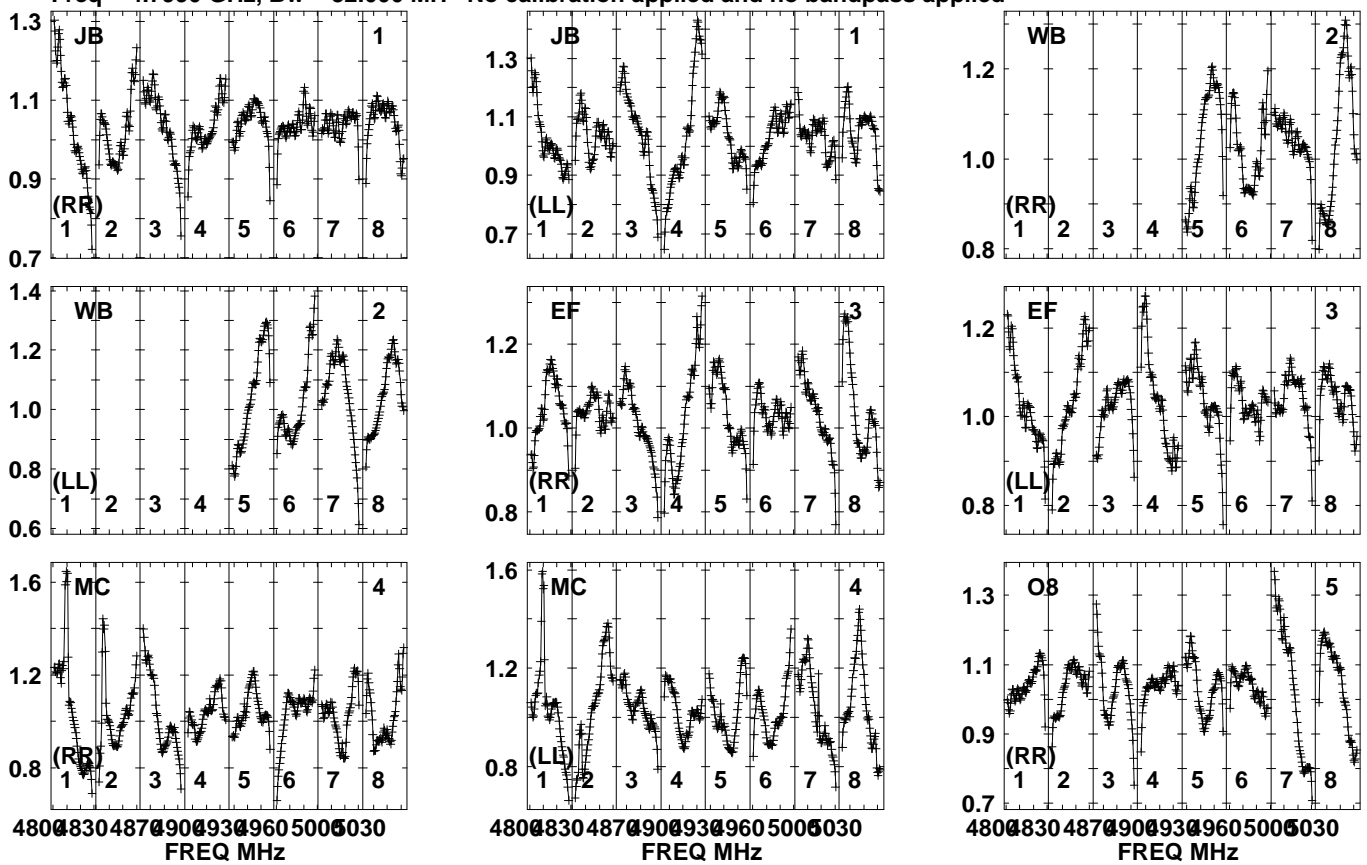 Freq = GHz, Bw = 32.000 MH No calibration applied and no bandpass applied
1.3 JB 1
1.1
0.9
(RR)
1 2 3 4 5 6 7 8
0.7
JB 1
1.3
1.1
0.9
(LL)
0.7 1 2 3 4 5 6 7 8
WB 2
1.2
1.0
(RR)
1 2 3 4 5 6 7 8
0.8
1.4 WB 2
1.2
1.0
0.8
(LL)
1 2 3 4 5 6 7 8
0.6
EF 3
1.2
1.0
(RR)
0.8 1 2 3 4 5 6 7 8
EF 3
1.2
1.0
(LL)
0.8 1 2 3 4 5 6 7 8
1.6 MC 4
1.2
0.8 (RR)
1 2 3 4 5 6 7 8
1.6 MC 4
1.2
0.8 (LL)
1 2 3 4 5 6 7 8
O8 5
1.3
1.1
0.9
(RR)
1 2 3 4 5 6 7 8
0.7
4800 4830 4870 4900 4930 4960 5000 5030
FREQ MHz
4800 4830 4870 4900 4930 4960 5000 5030
FREQ MHz
4800 4830 4870 4900 4930 4960 5000 5030
FREQ MHz